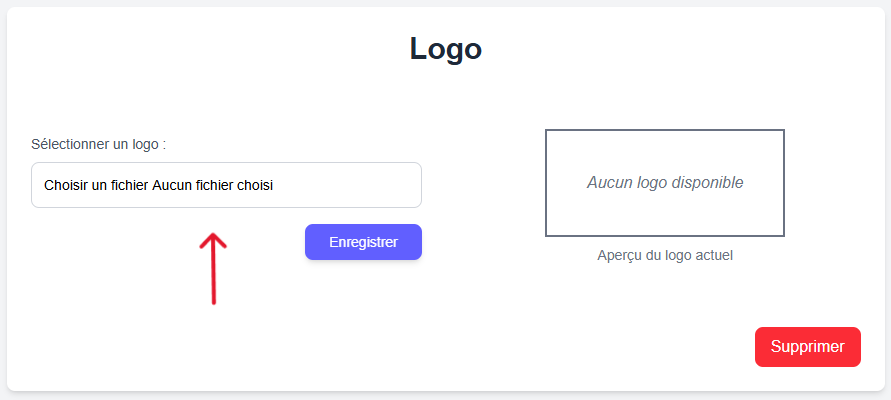 Logo
Sélectionner un logo :
Choisir un fichier Aucun fichier choisi
Enregistrer
Aucun logo disponible
Aperçu du logo actuel
Supprimer